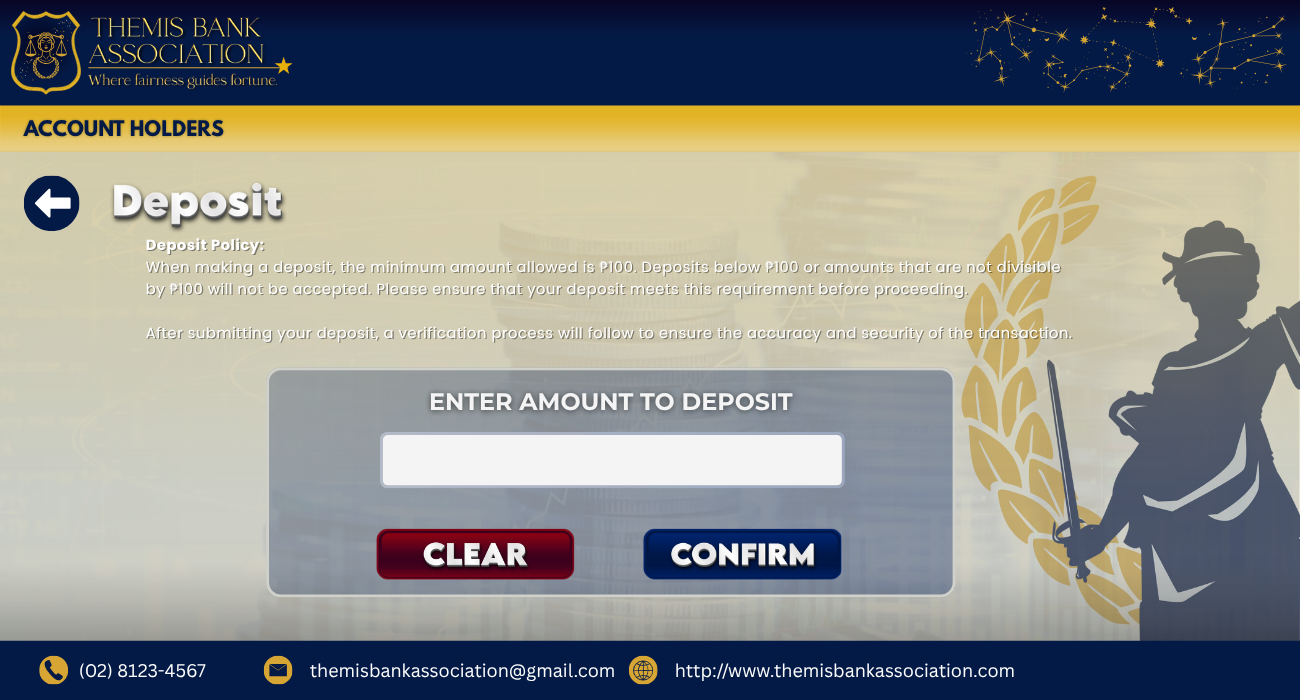 THEMIS BANK
ASSOCIATION
Where fairness guides fortune.
ACCOUNT HOLDERS
Deposit
Deposit Policy:
When making a deposit, the minimum amount allowed is ₱100. Deposits below ₱100 or amounts that are not divisible
by ₱100 will not be accepted. Please ensure that your deposit meets this requirement before proceeding.
After submitting your deposit, a verification process will follow to ensure the accuracy and security of the transaction.
ENTER AMOUNT TO DEPOSIT
CLEAR
CONFIRM
(02) 8123-4567
themisbankassociation@gmail.com
http://www.themisbankassociation.com